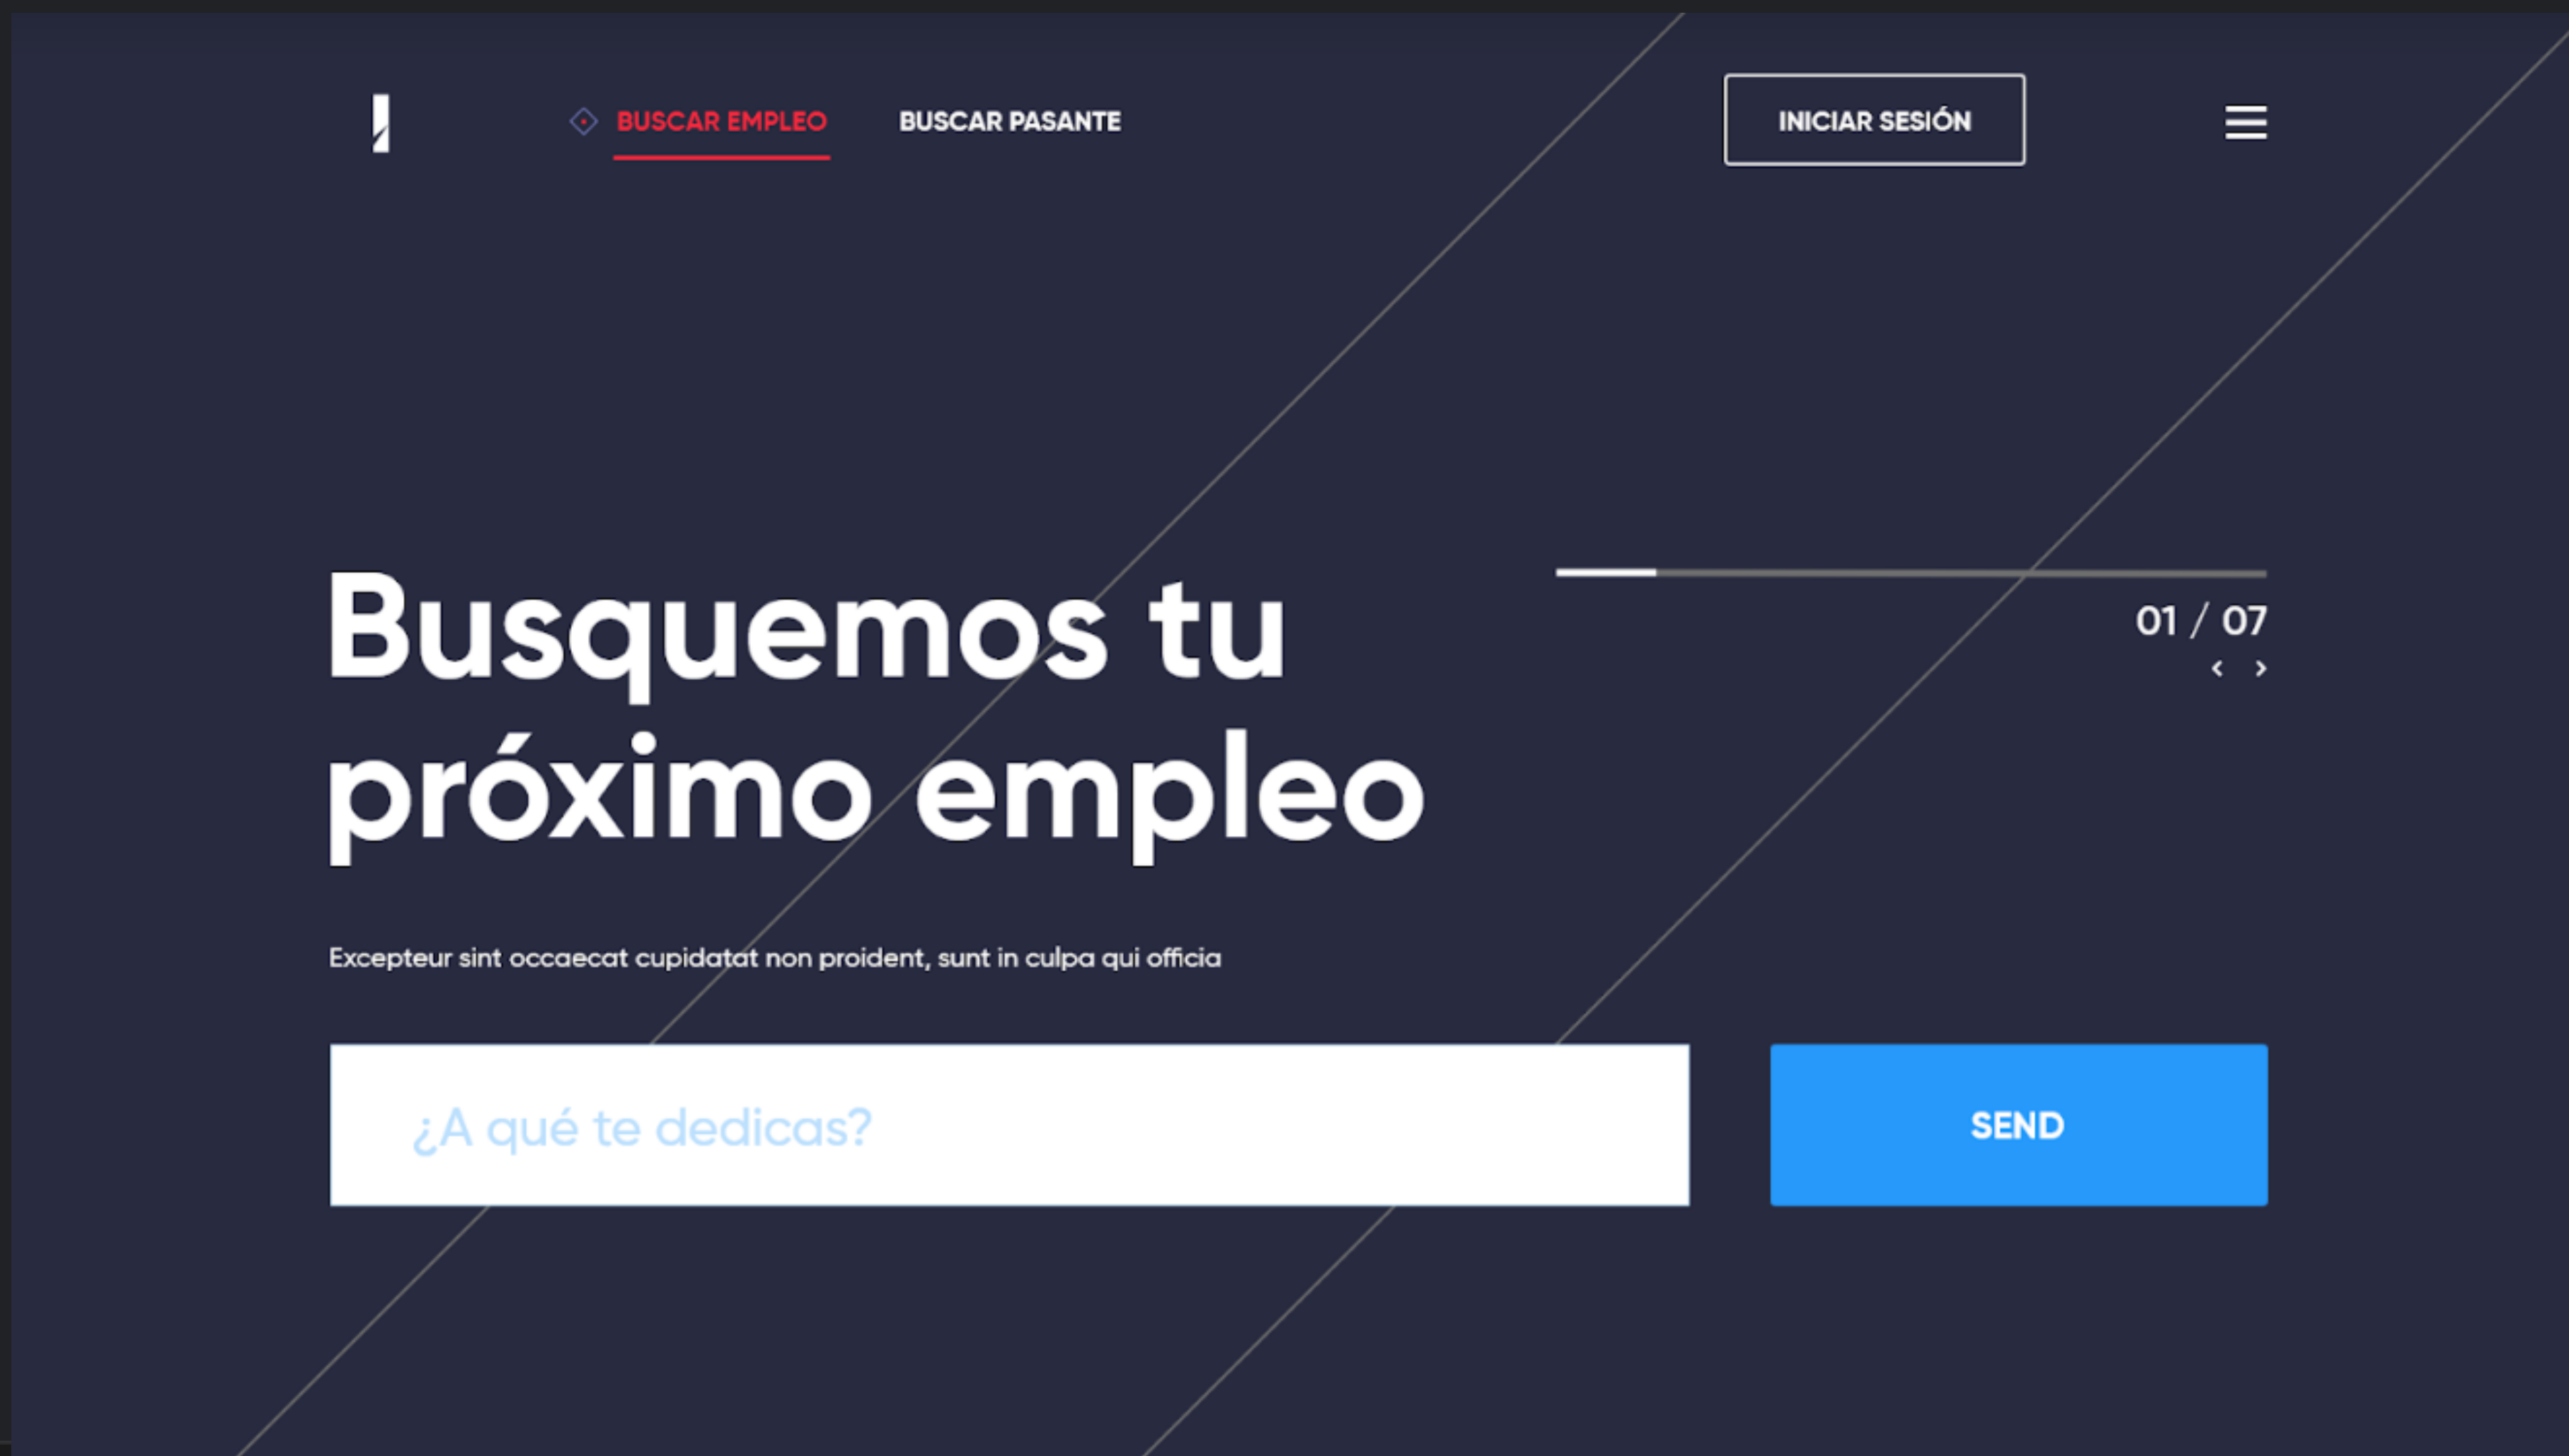 BUSCAR EMPLEO
BUSCAR PASANTE
INICIAR SESIÓN
Busquemos tu
próximo empleo
01 / 07
Excepteur sint occaecat cupidatat non proident, sunt in culpa qui officia
¿A qué te dedicas?
SEND